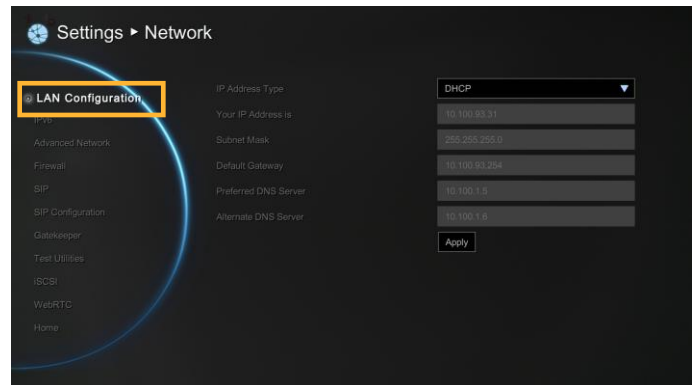 Settings ▸ Network
LAN Configuration
IPv6
Advanced Network
Firewall
SIP
SIP Configuration
Gatekeeper
Test Utilities
iSCSI
WebRTC
Home
IP Address Type DHCP
Your IP Address is 10.100.93.31
Subnet Mask 255.255.255.0
Default Gateway 10.100.93.254
Preferred DNS Server 10.100.1.5
Alternate DNS Server 10.100.1.6
Apply